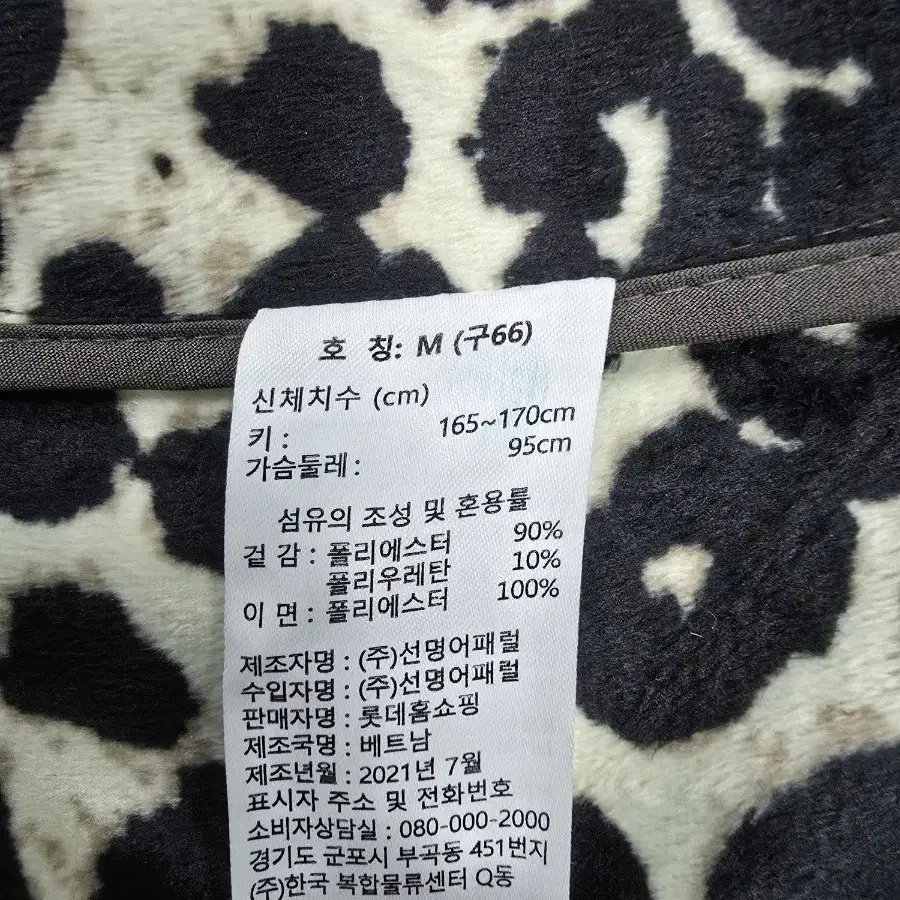 호 칭: M (구66)
신체치수 (cm)
키 : 165~170cm
가슴둘레 : 95cm
섬유의 조성 및 혼용률
겉 감 : 폴리에스터 90%
폴리우레탄 10%
이 면 : 폴리에스터 100%
제조자명 : (주)선명어패럴
수입자명 : (주)선명어패럴
판매자명 : 롯데홈쇼핑
제조국명 : 베트남
제조년월 : 2021년 7월
표시자 주소 및 전화번호
소비자상담실 : 080-000-2000
경기도 군포시 부곡동 451번지
(주)한국 복합물류센터 Q동